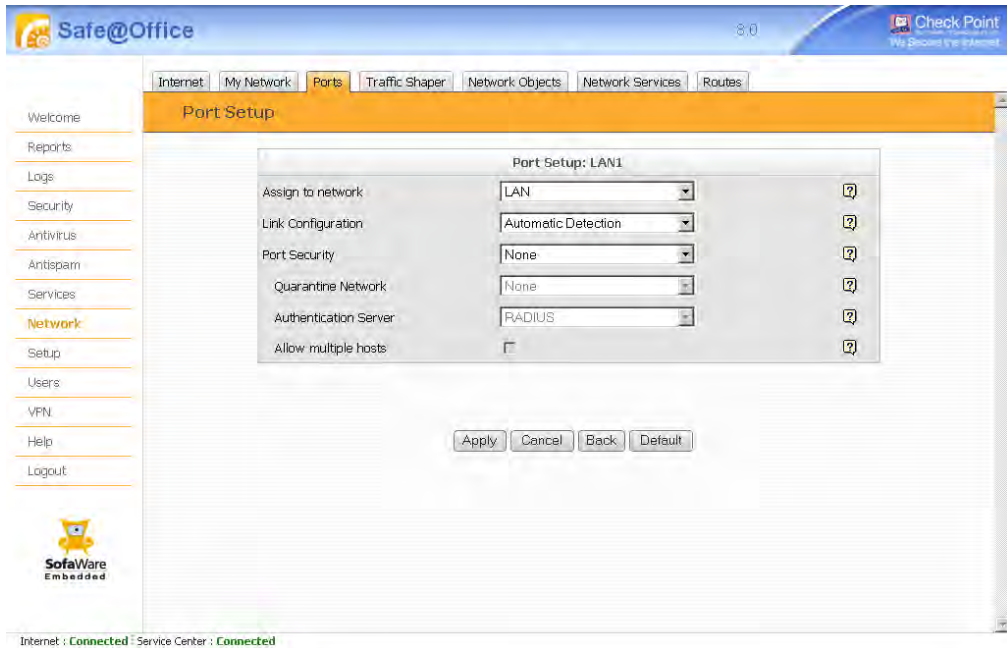 Safe@Office
8.0
Check Point
We Secure the Internet
Internet My Network Ports Traffic Shaper Network Objects Network Services Routes
Port Setup
Welcome
Reports
Logs
Security
Antivirus
Antispam
Services
Network
Setup
Users
VPN
Help
Logout
Port Setup: LAN1
Assign to network LAN ?
Link Configuration Automatic Detection ?
Port Security None ?
Quarantine Network None ?
Authentication Server RADIUS ?
Allow multiple hosts ?
Apply Cancel Back Default
SofaWare
Embedded
Internet : Connected Service Center : Connected